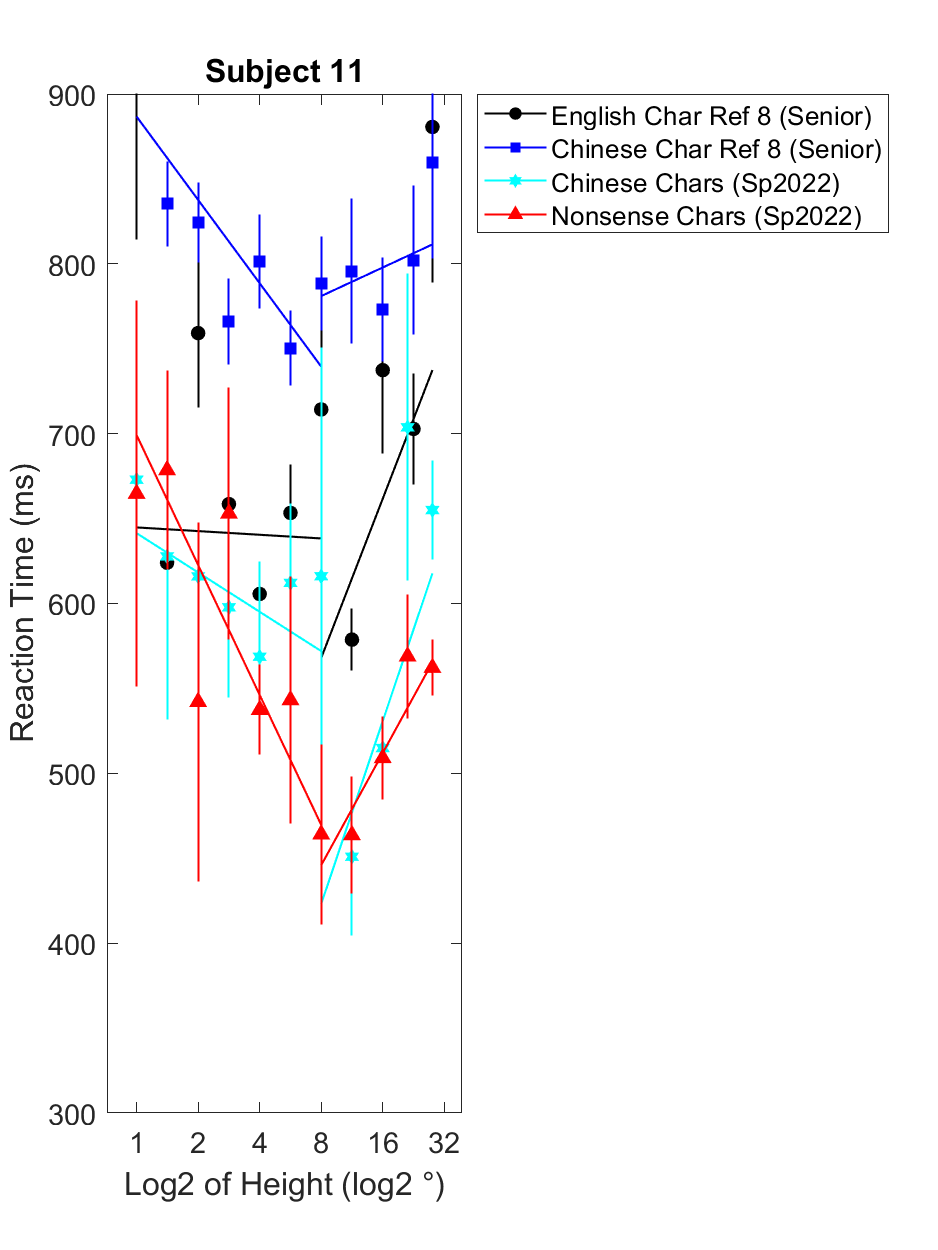 Subject 11
900
800
700
600
500
400
300
1 2 4 8 16 32
Reaction Time (ms)
Log2 of Height (log2 °)
English Char Ref 8 (Senior)
Chinese Char Ref 8 (Senior)
Chinese Chars (Sp2022)
Nonsense Chars (Sp2022)